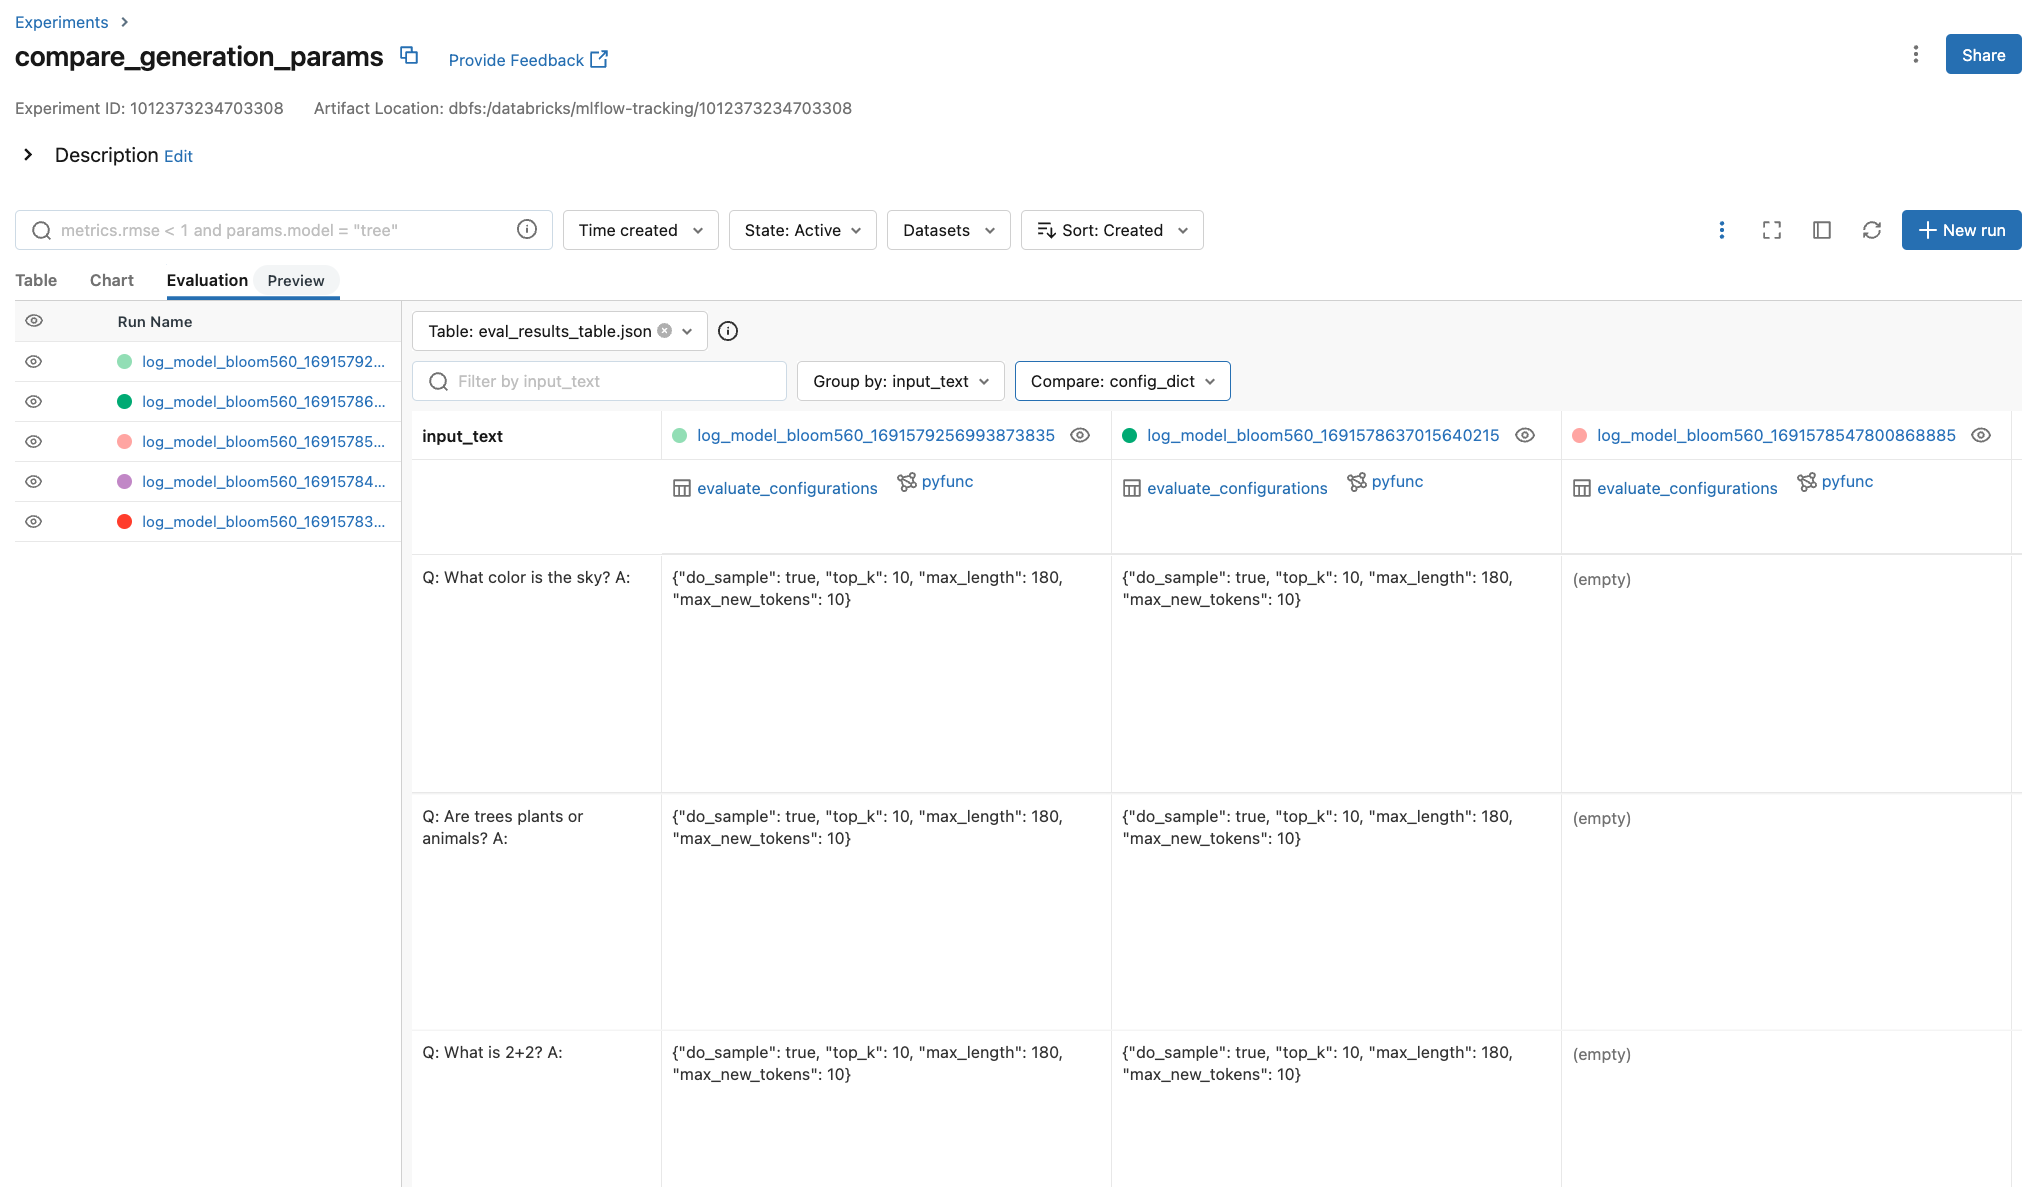 Experiments
compare_generation_params
Provide Feedback
Share
Experiment ID: 1012373234703308 Artifact Location: dbfs:/databricks/mlflow-tracking/1012373234703308
Description Edit
metrics.rmse < 1 and params.model = "tree"
Time created
State: Active
Datasets
Sort: Created
New run
Table Chart Evaluation Preview
Run Name
log_model_bloom560_16915792...
log_model_bloom560_16915786...
log_model_bloom560_16915785...
log_model_bloom560_16915784...
log_model_bloom560_16915783...
Table: eval_results_table.json
Filter by input_text
Group by: input_text
Compare: config_dict
input_text
log_model_bloom560_1691579256993873835
log_model_bloom560_1691578637015640215
log_model_bloom560_1691578547800868885
evaluate_configurations pyfunc
evaluate_configurations pyfunc
evaluate_configurations pyfunc
Q: What color is the sky? A:
{"do_sample": true, "top_k": 10, "max_length": 180,
"max_new_tokens": 10}
{"do_sample": true, "top_k": 10, "max_length": 180,
"max_new_tokens": 10}
(empty)
Q: Are trees plants or
animals? A:
{"do_sample": true, "top_k": 10, "max_length": 180,
"max_new_tokens": 10}
{"do_sample": true, "top_k": 10, "max_length": 180,
"max_new_tokens": 10}
(empty)
Q: What is 2+2? A:
{"do_sample": true, "top_k": 10, "max_length": 180,
"max_new_tokens": 10}
{"do_sample": true, "top_k": 10, "max_length": 180,
"max_new_tokens": 10}
(empty)